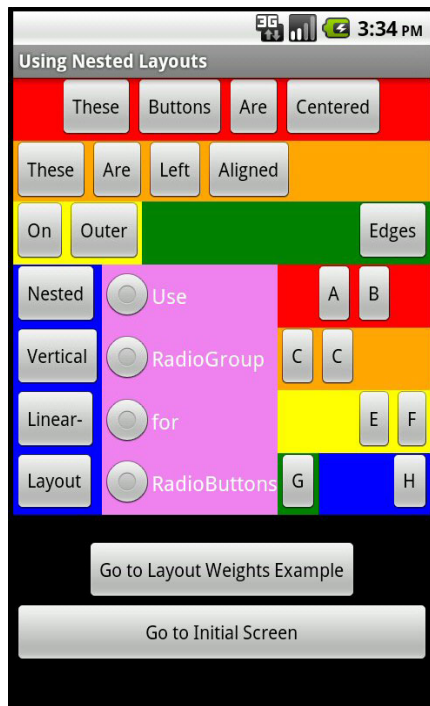 3G 3:34 PM
Using Nested Layouts
These Buttons Are Centered
These Are Left Aligned
On Outer Edges
Nested Use A B
Vertical RadioGroup C C
Linear- for E F
Layout RadioButtons G H
Go to Layout Weights Example
Go to Initial Screen